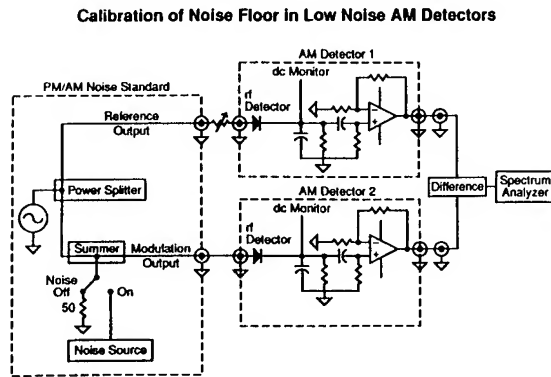 Calibration of Noise Floor in Low Noise AM Detectors
AM Detector 1
dc Monitor
rf
Detector
PM/AM Noise Standard
Reference
Output
Power Splitter
Difference
Spectrum
Analyzer
AM Detector 2
dc Monitor
rf
Detector
Summer
Modulation
Output
Noise
Off
50
On
Noise Source